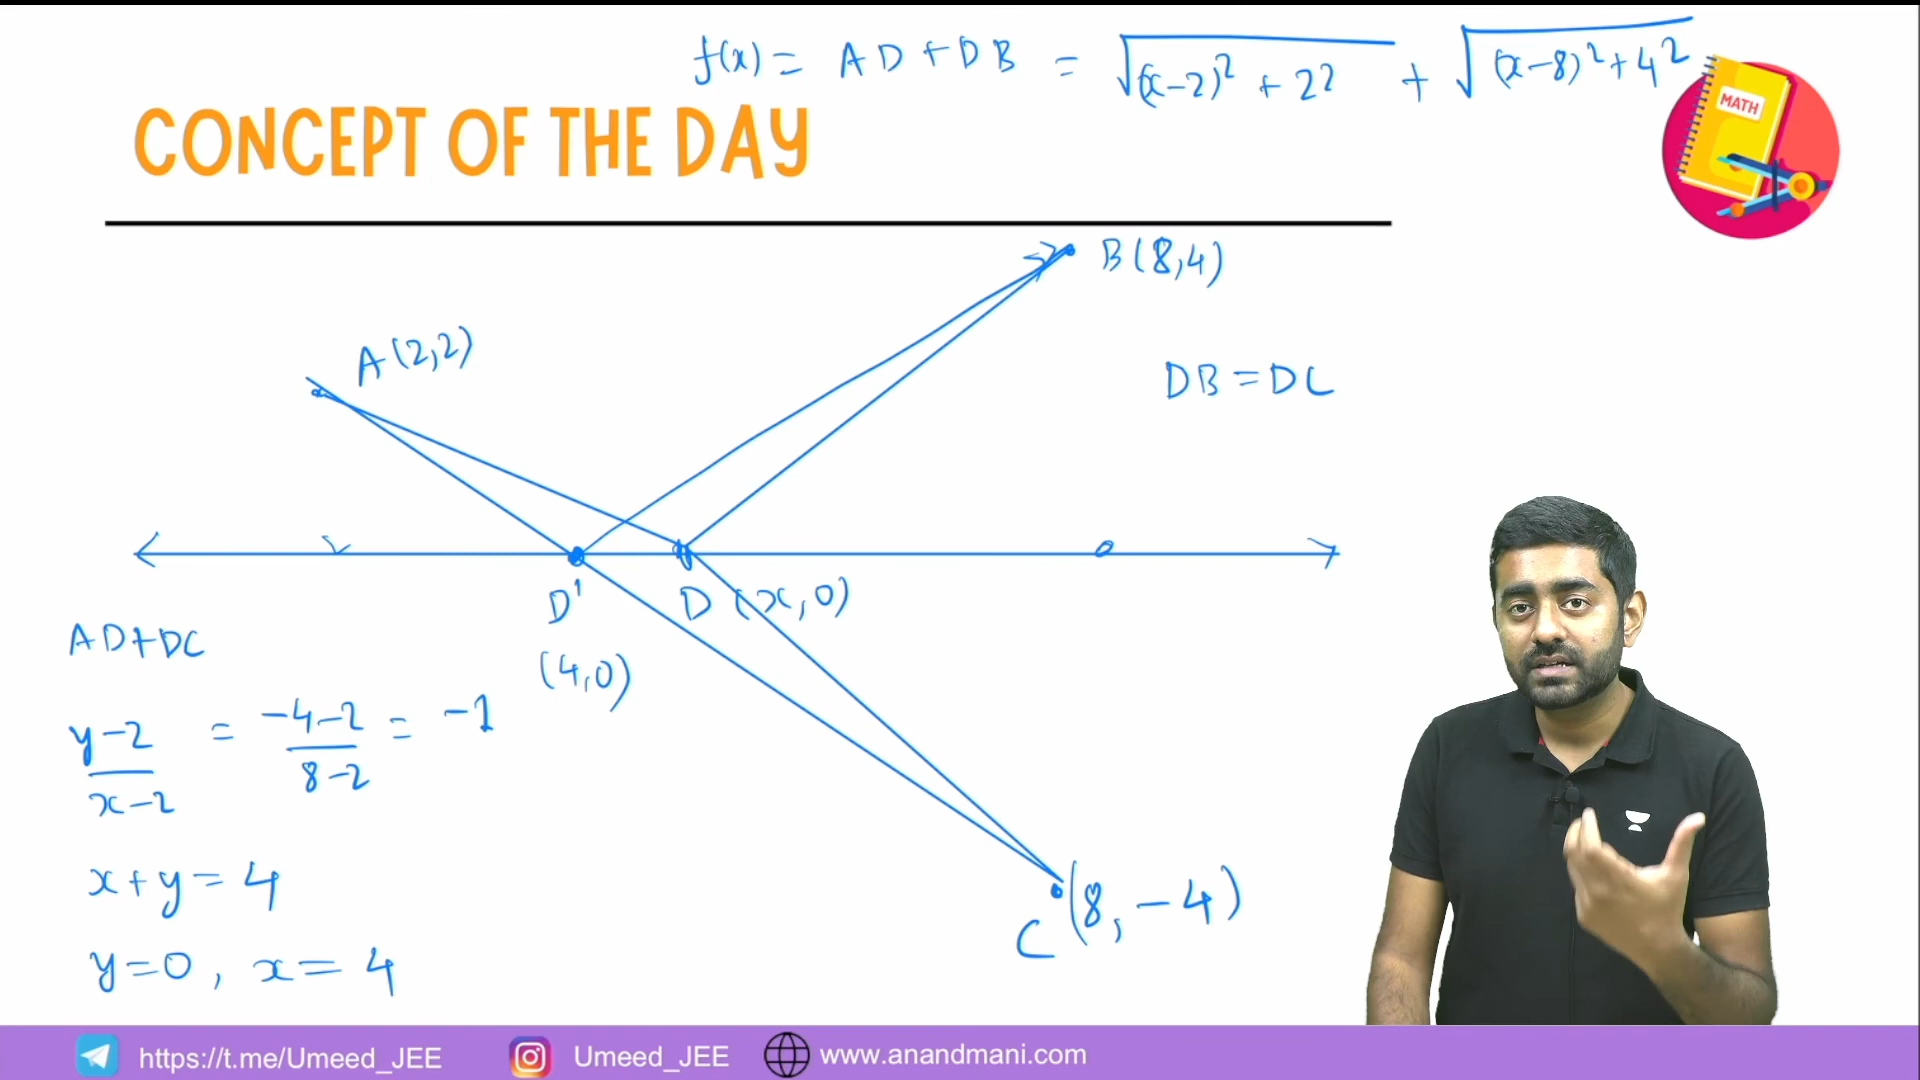 f(x) = AD + DB = √((x-2)² + 2²) + √((x-8)² + 4²)
MATH
CONCEPT OF THE DAY
B(8,4)
A(2,2)
DB = DC
D'
D (x,0)
(4,0)
AD+DC
(y-2)/(x-2) = (-4-2)/(8-2) = -1
x+y = 4
C(8,-4)
y=0, x=4
https://t.me/Umeed_JEE Umeed_JEE www.anandmani.com